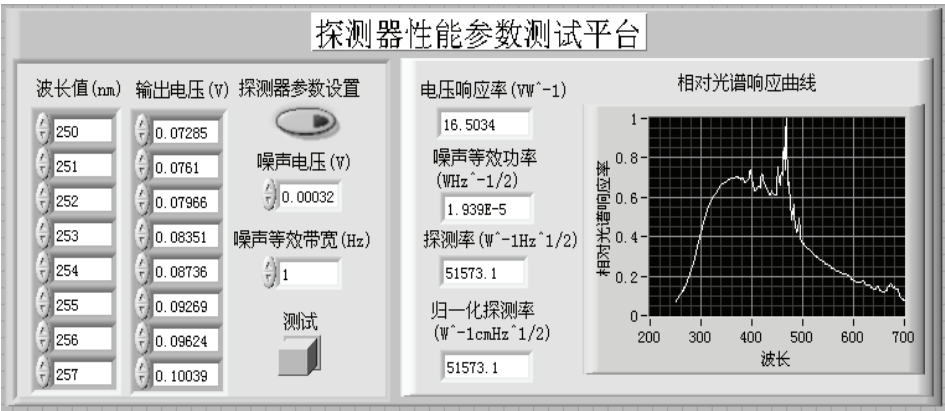 探测器性能参数测试平台
波长值(nm) 输出电压(V) 探测器参数设置
250 0.07285
251 0.0761
252 0.07966
253 0.08351
254 0.08736
255 0.09269
256 0.09624
257 0.10039
噪声电压(V)
0.00032
噪声等效带宽(Hz)
1
测试
电压响应率(VW^-1)
16.5034
噪声等效功率
(WHz^-1/2)
1.939E-5
探测率(W^-1Hz^1/2)
51573.1
归一化探测率
(W^-1cmHz^1/2)
51573.1
相对光谱响应曲线
相对光谱响应率
1
0.8
0.6
0.4
0.2
0
200 300 400 500 600 700
波长